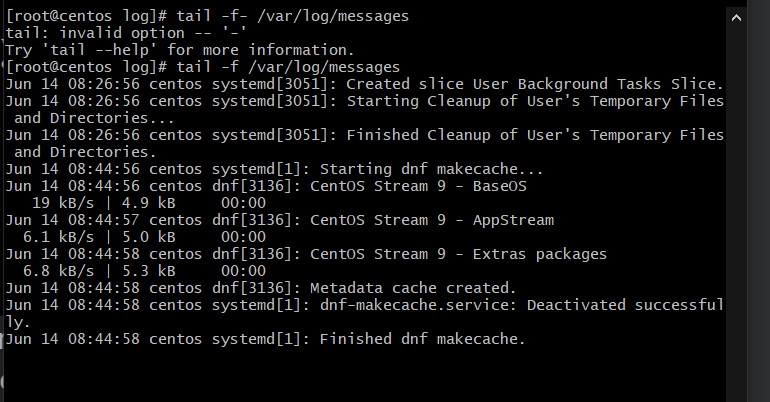 [root@centos log]# tail -f- /var/log/messages
tail: invalid option -- '-'
Try 'tail --help' for more information.
[root@centos log]# tail -f /var/log/messages
Jun 14 08:26:56 centos systemd[3051]: Created slice User Background Tasks Slice.
Jun 14 08:26:56 centos systemd[3051]: Starting Cleanup of User's Temporary Files
 and Directories...
Jun 14 08:26:56 centos systemd[3051]: Finished Cleanup of User's Temporary Files
 and Directories.
Jun 14 08:44:56 centos systemd[1]: Starting dnf makecache...
Jun 14 08:44:56 centos dnf[3136]: CentOS Stream 9 - BaseOS
   19 kB/s | 4.9 kB     00:00
Jun 14 08:44:57 centos dnf[3136]: CentOS Stream 9 - AppStream
  6.1 kB/s | 5.0 kB     00:00
Jun 14 08:44:58 centos dnf[3136]: CentOS Stream 9 - Extras packages
  6.8 kB/s | 5.3 kB     00:00
Jun 14 08:44:58 centos dnf[3136]: Metadata cache created.
Jun 14 08:44:58 centos systemd[1]: dnf-makecache.service: Deactivated successful
ly.
Jun 14 08:44:58 centos systemd[1]: Finished dnf makecache.